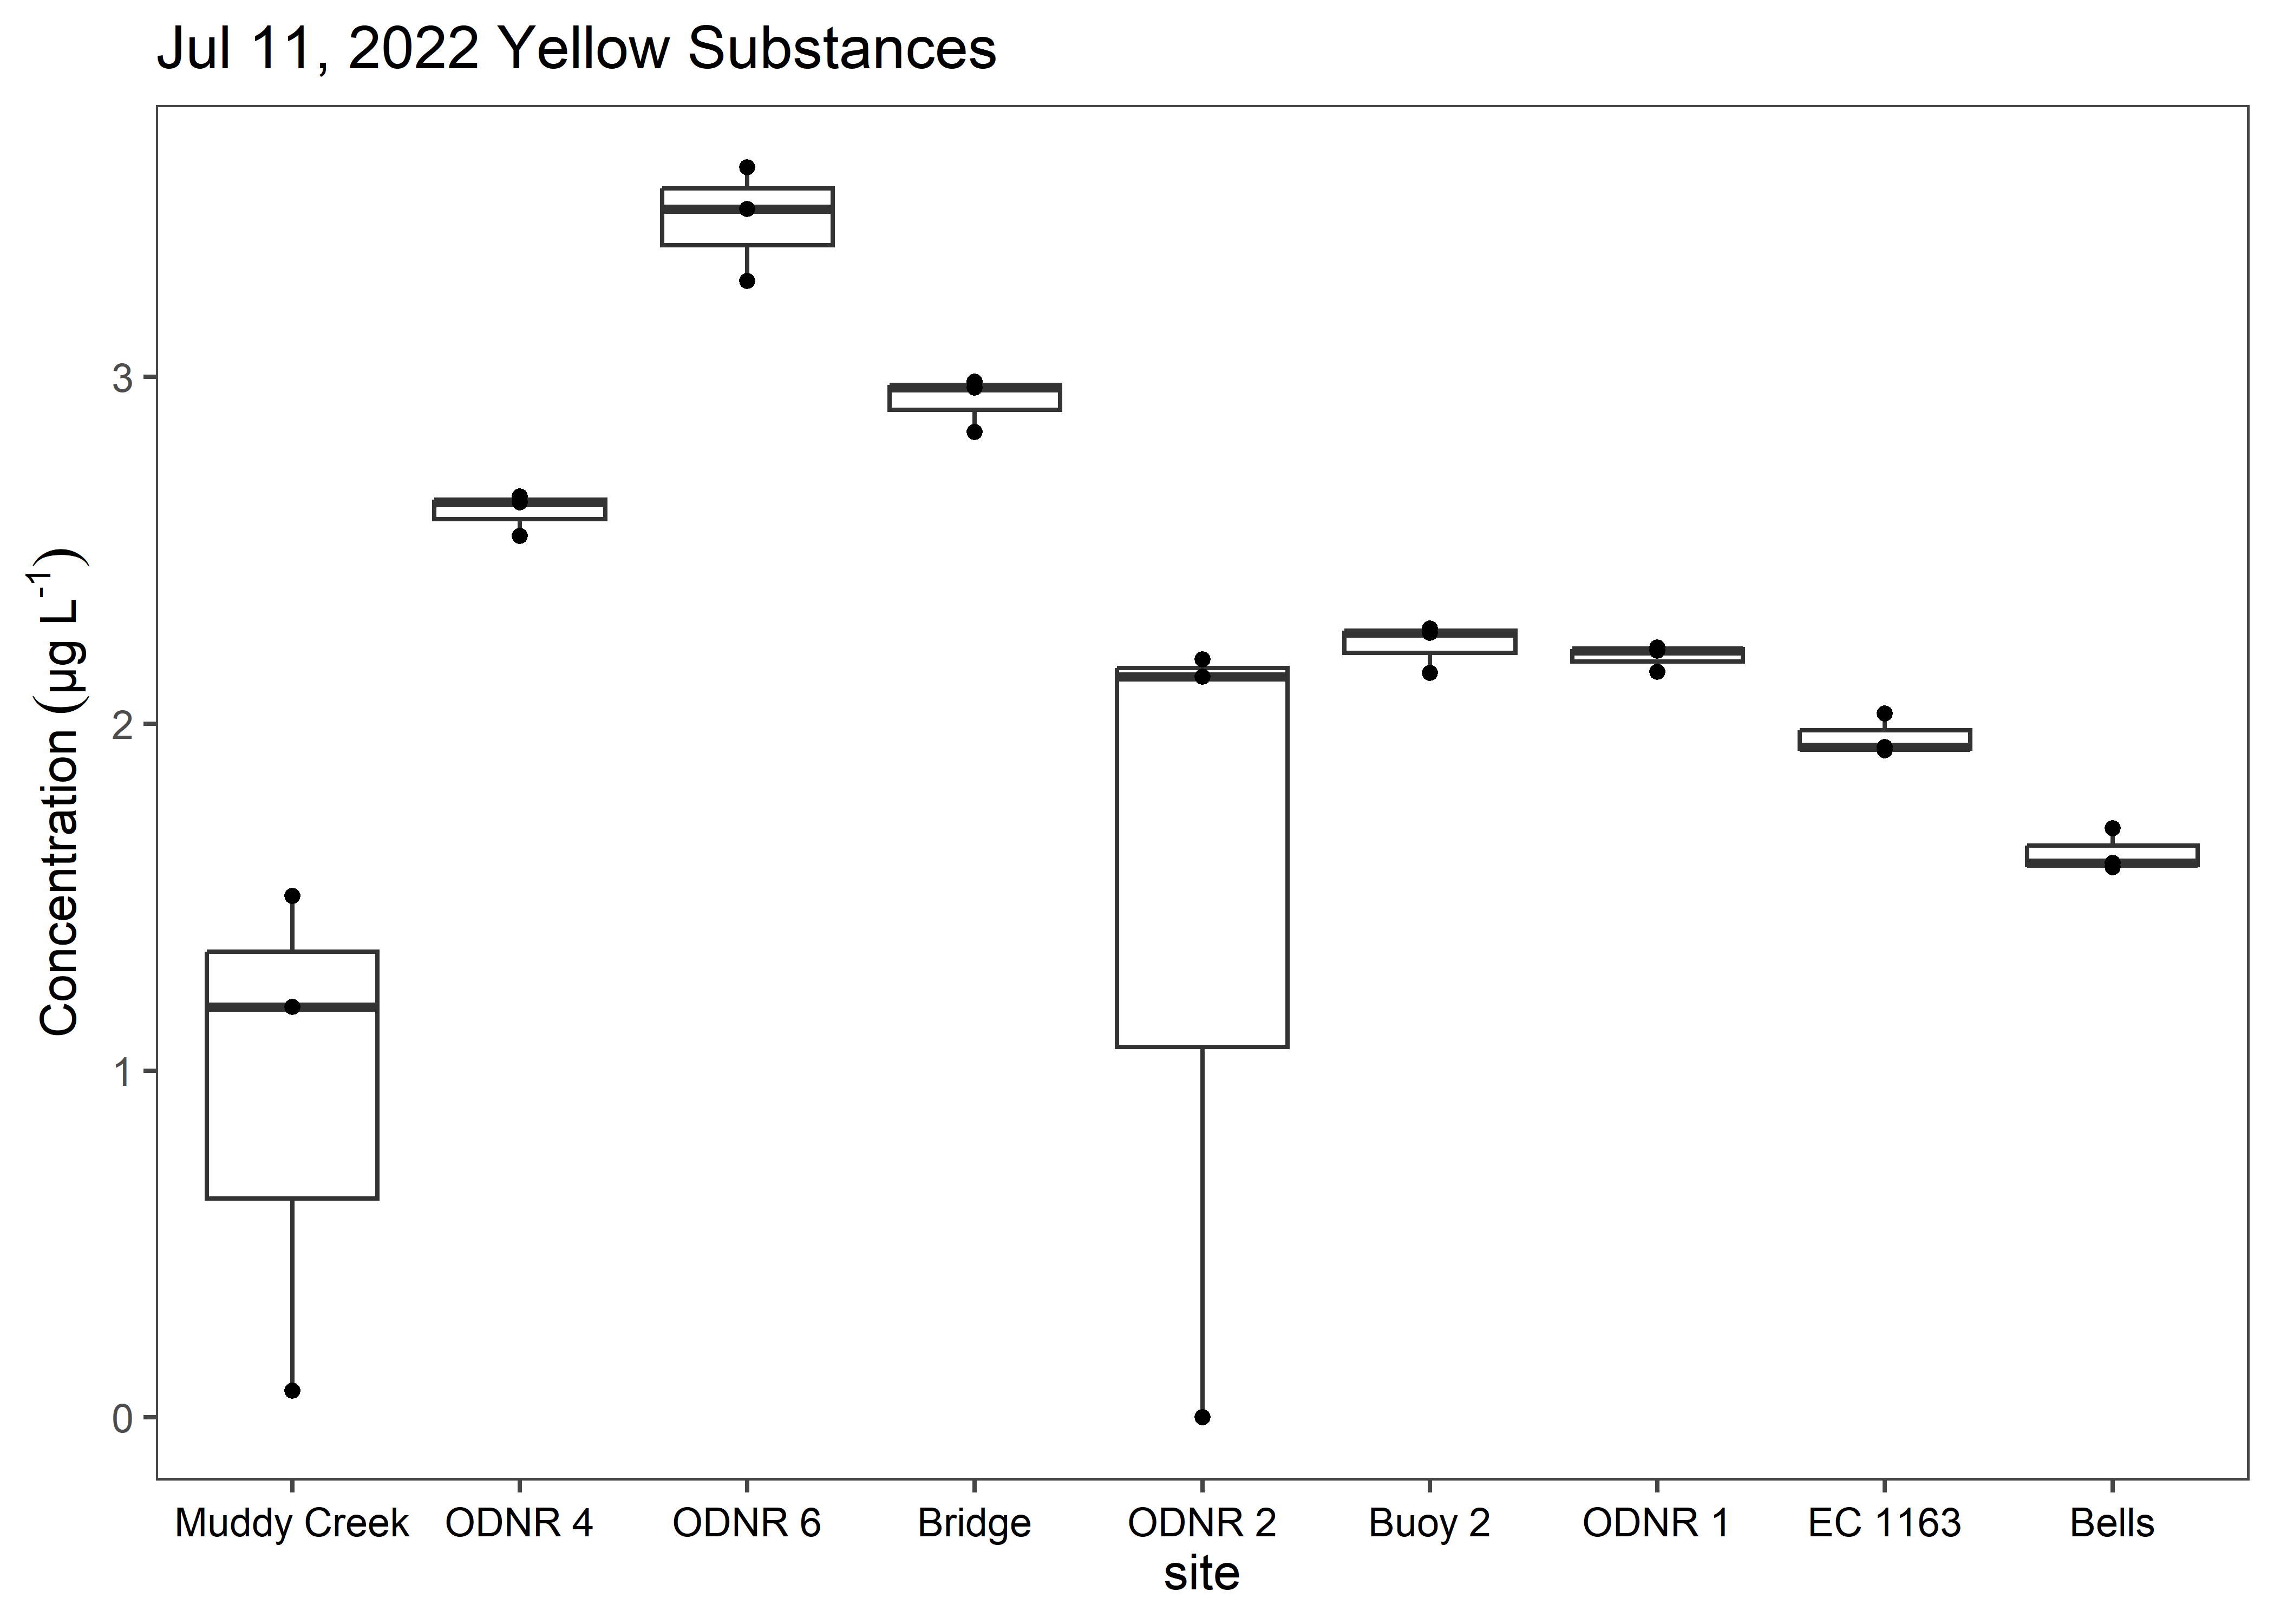 Jul 11, 2022 Yellow Substances
Concentration (µg L⁻¹)
3
2
1
0
Muddy Creek ODNR 4 ODNR 6 Bridge ODNR 2 Buoy 2 ODNR 1 EC 1163 Bells
site